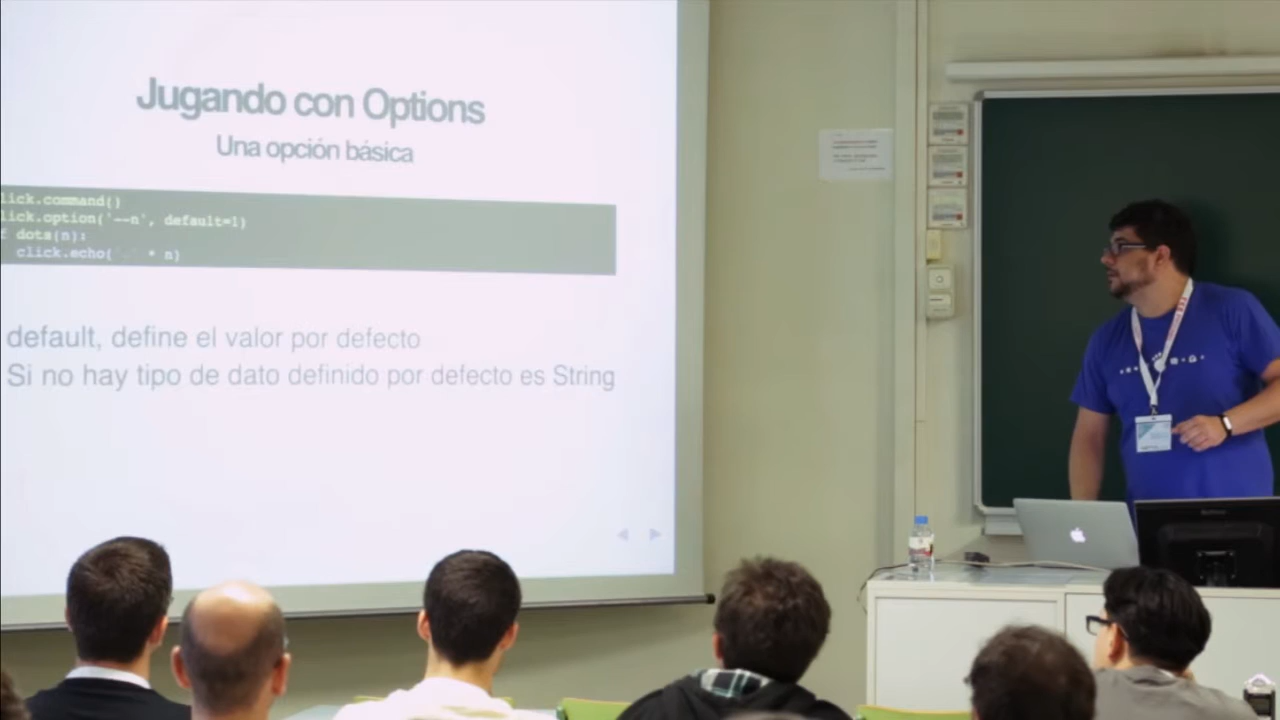 Jugando con Options
Una opción básica
lick.command()
lick.option('--n', default=1)
f dots(n):
click.echo( * n)
default, define el valor por defecto
Si no hay tipo de dato definido por defecto es String